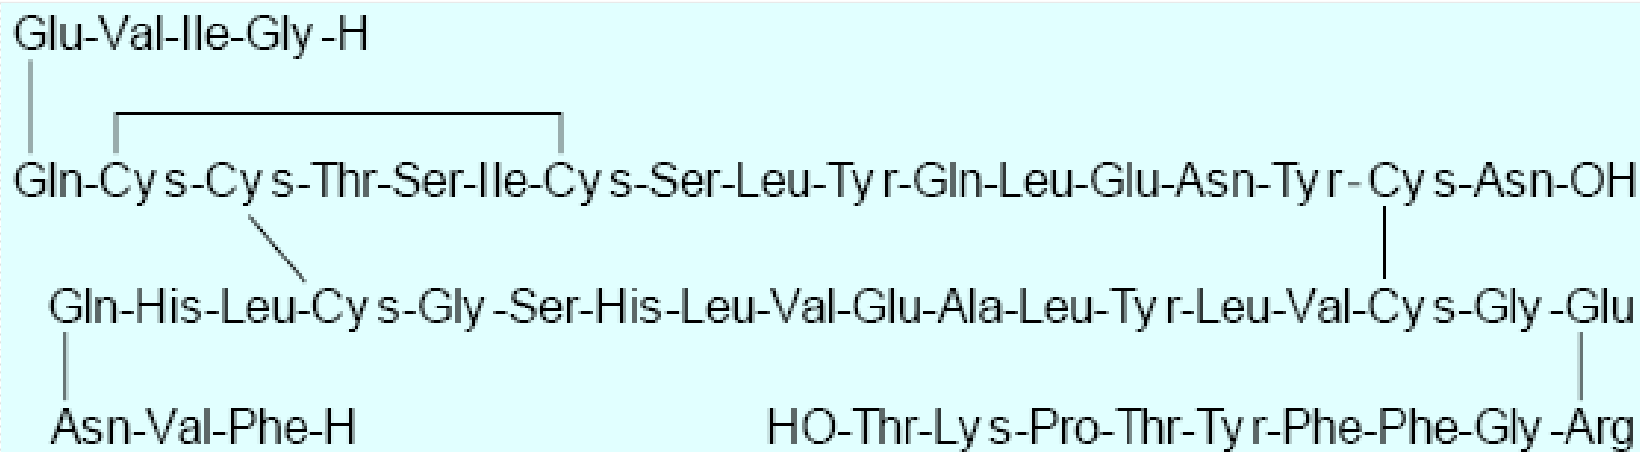 Glu-Val-Ile-Gly-H
Gln-Cys-Cys-Thr-Ser-Ile-Cys-Ser-Leu-Tyr-Gln-Leu-Glu-Asn-Tyr-Cys-Asn-OH
Gln-His-Leu-Cys-Gly-Ser-His-Leu-Val-Glu-Ala-Leu-Tyr-Leu-Val-Cys-Gly-Glu
Asn-Val-Phe-H HO-Thr-Lys-Pro-Thr-Tyr-Phe-Phe-Gly-Arg